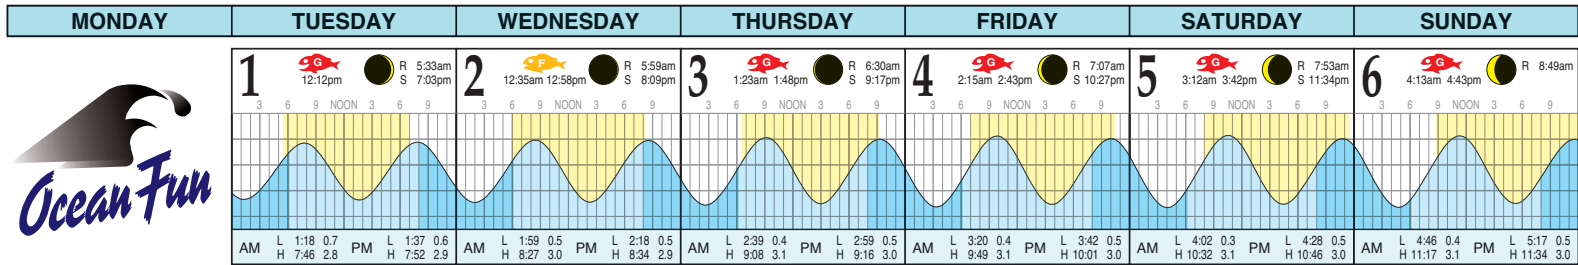 MONDAY TUESDAY WEDNESDAY THURSDAY FRIDAY SATURDAY SUNDAY
Ocean Fun
1
G
12:12pm
R 5:33am
S 7:03pm
3 6 9 NOON 3 6 9
AM L 1:18 0.7 PM L 1:37 0.6
H 7:46 2.8 H 7:52 2.9
2
F
12:35am 12:58pm
R 5:59am
S 8:09pm
3 6 9 NOON 3 6 9
AM L 1:59 0.5 PM L 2:18 0.5
H 8:27 3.0 H 8:34 2.9
3
G
1:23am 1:48pm
R 6:30am
S 9:17pm
3 6 9 NOON 3 6 9
AM L 2:39 0.4 PM L 2:59 0.5
H 9:08 3.1 H 9:16 3.0
4
G
2:15am 2:43pm
R 7:07am
S 10:27pm
3 6 9 NOON 3 6 9
AM L 3:20 0.4 PM L 3:42 0.5
H 9:49 3.1 H 10:01 3.0
5
G
3:12am 3:42pm
R 7:53am
S 11:34pm
3 6 9 NOON 3 6 9
AM L 4:02 0.3 PM L 4:28 0.5
H 10:32 3.1 H 10:46 3.0
6
G
4:13am 4:43pm
R 8:49am
3 6 9 NOON 3 6 9
AM L 4:46 0.4 PM L 5:17 0.5
H 11:17 3.1 H 11:34 3.0